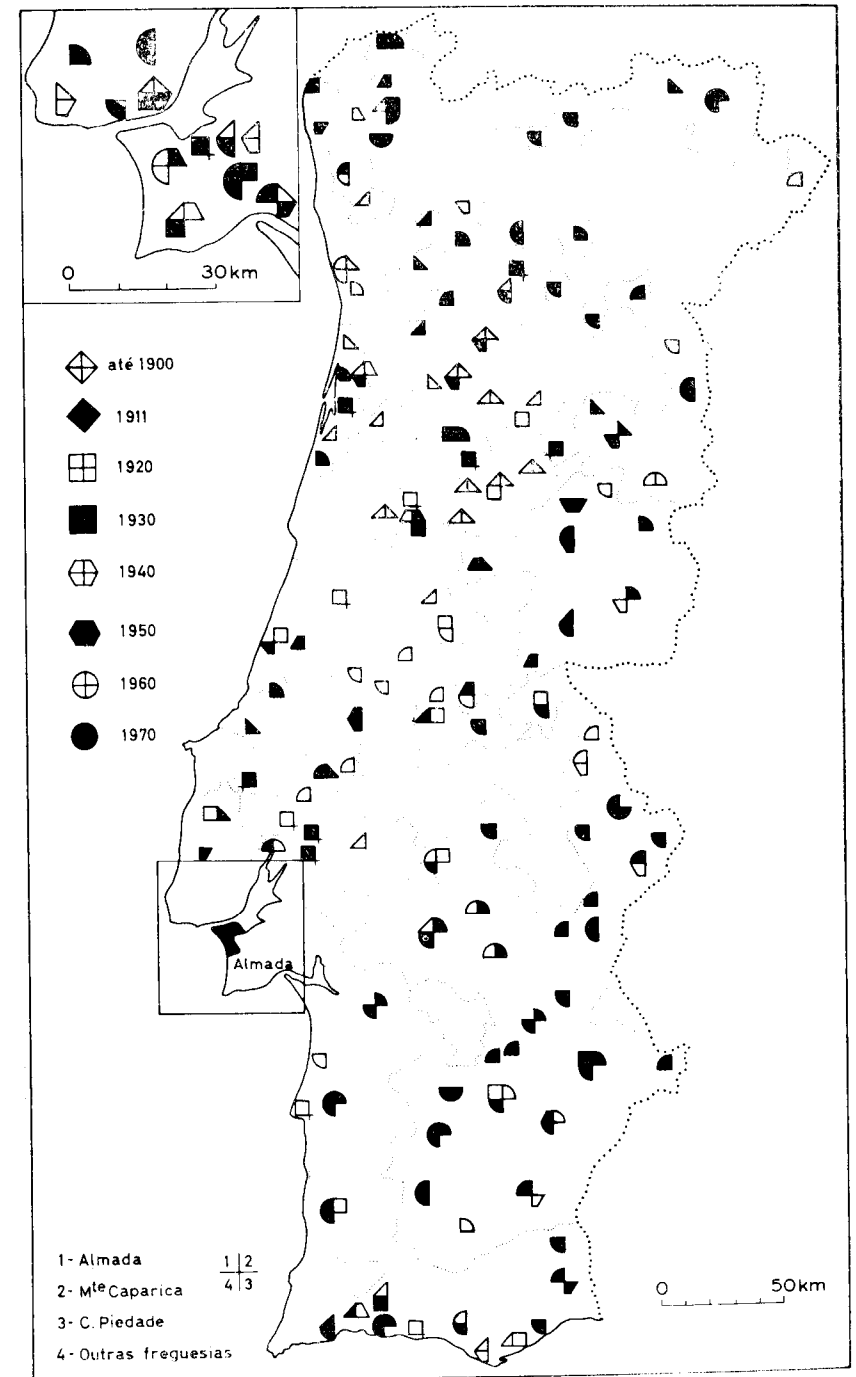 0 30km
até 1900
1911
1920
1930
1940
1950
1960
1970
Almada
1- Almada
2- Mte Caparica
3- C. Piedade
4- Outras freguesias
1 2
4 3
0 50km